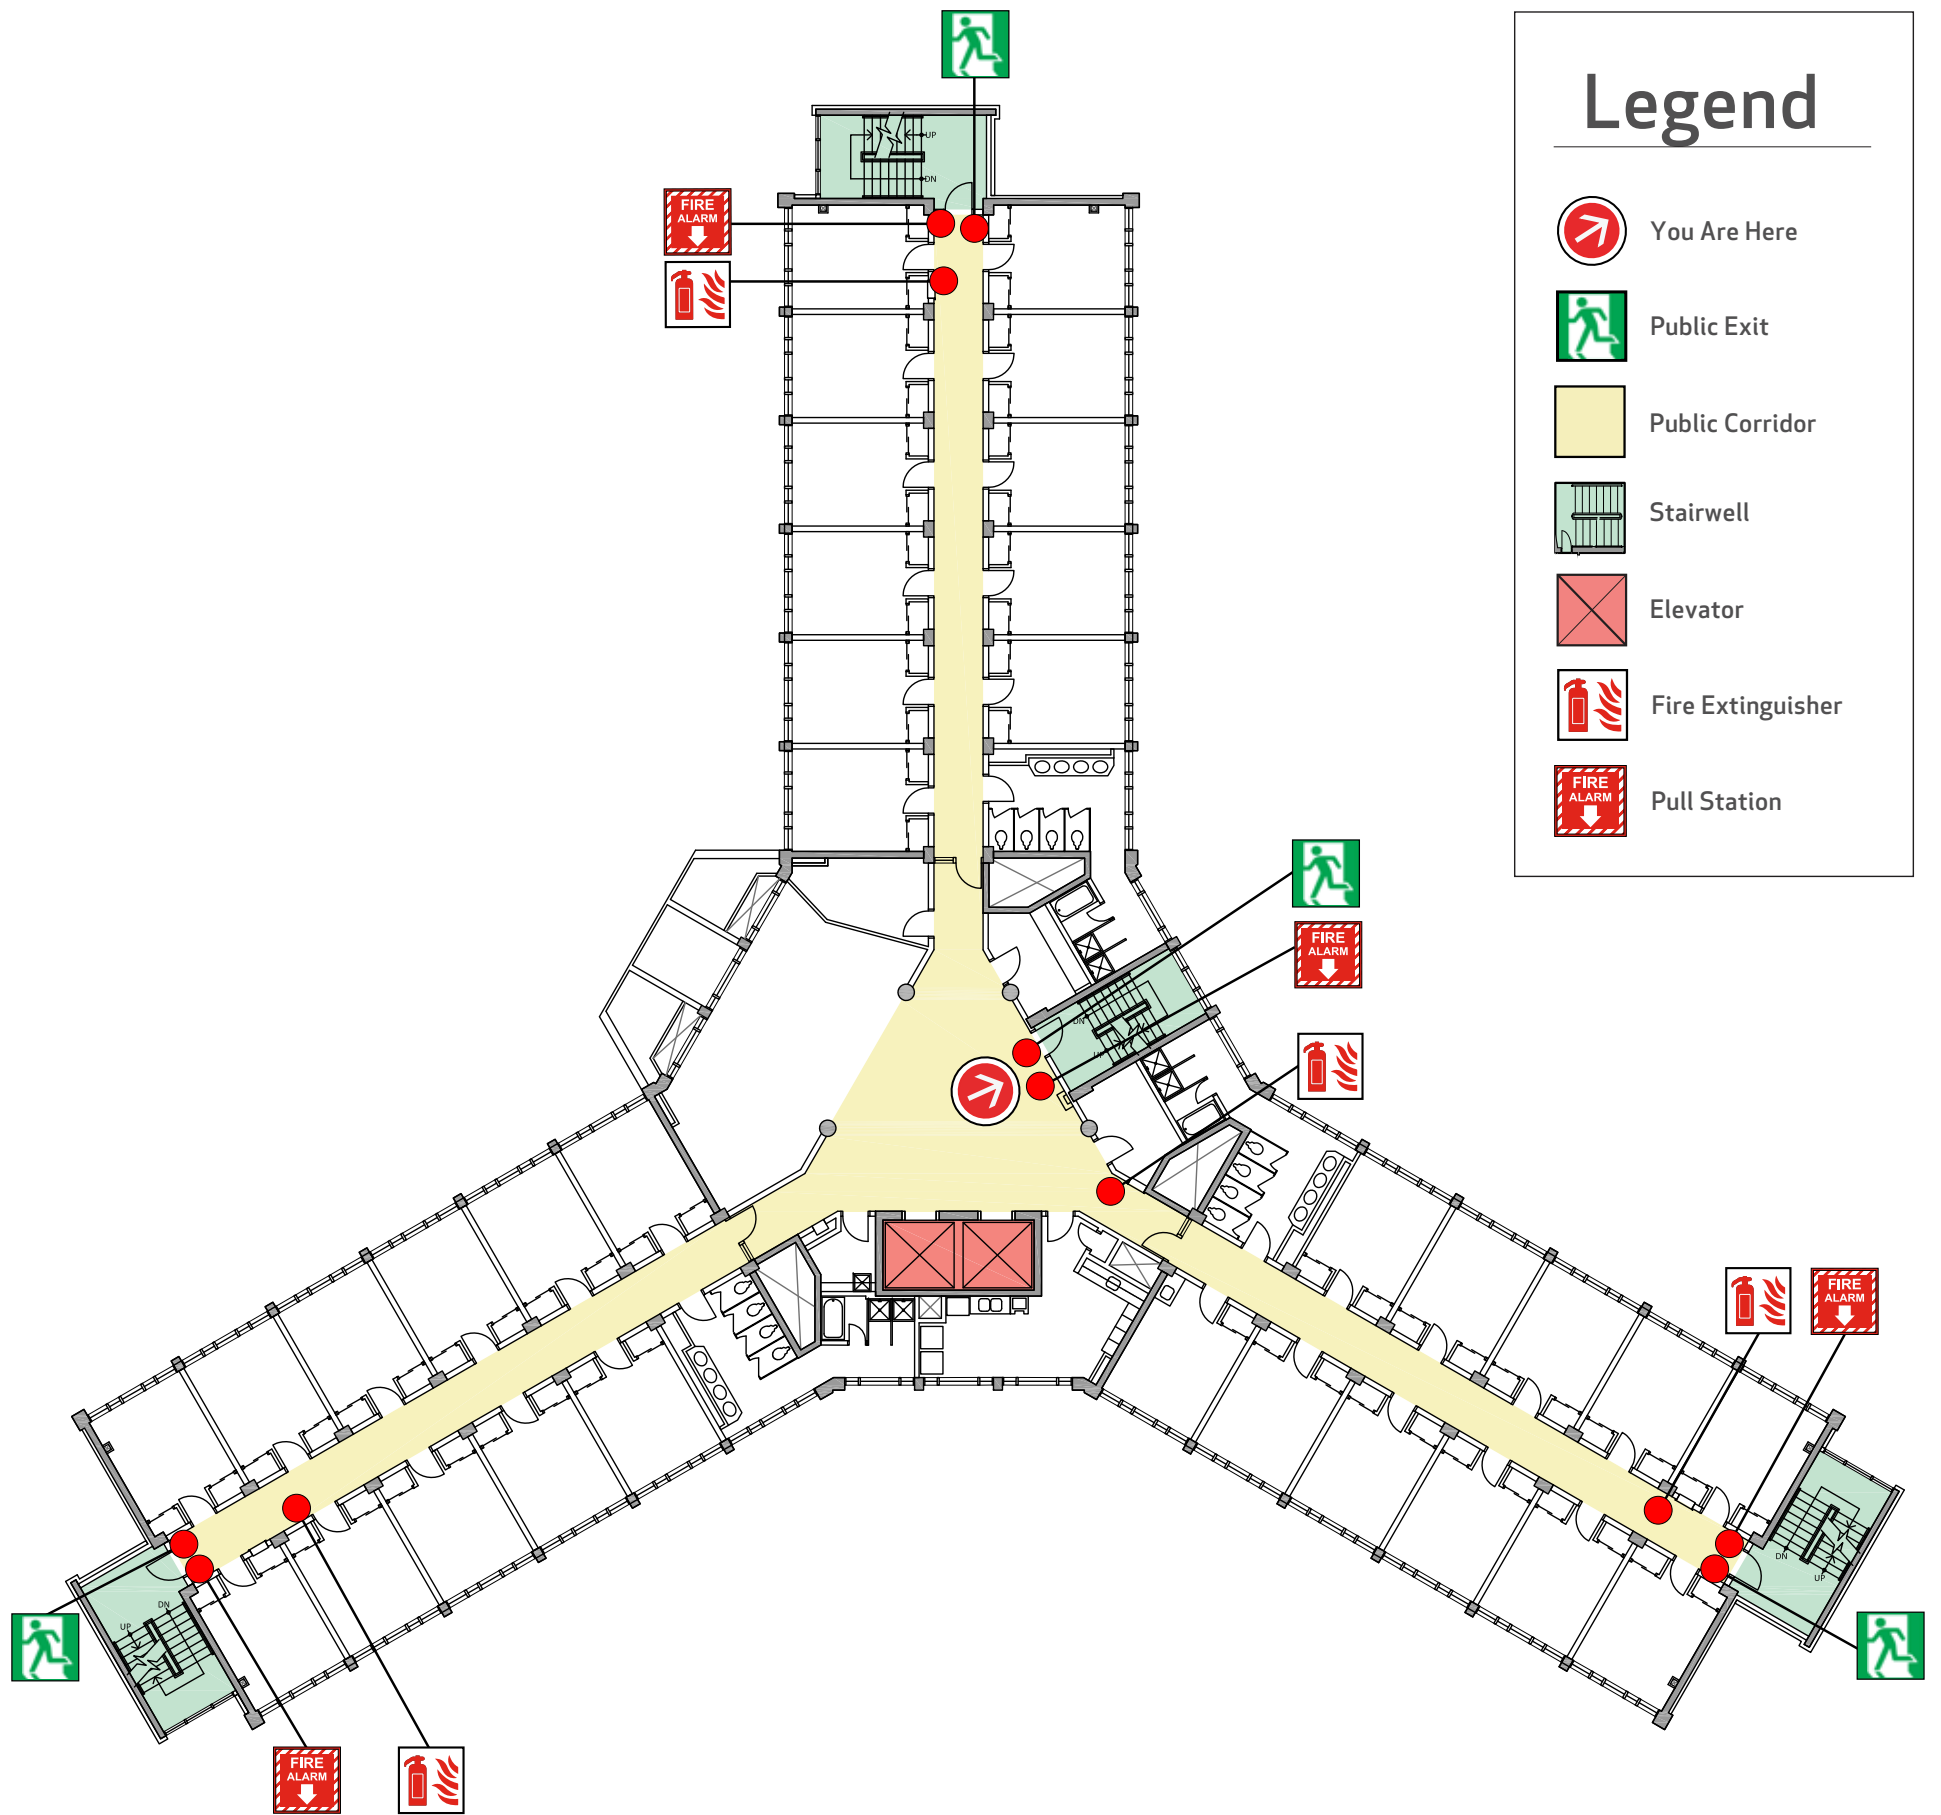 Legend
You Are Here
Public Exit
Public Corridor
Stairwell
Elevator
Fire Extinguisher
FIRE
ALARM
Pull Station
UP
DN
FIRE
ALARM
FIRE
ALARM
DN
UP
FIRE
ALARM
DN
UP
DN
UP
FIRE
ALARM